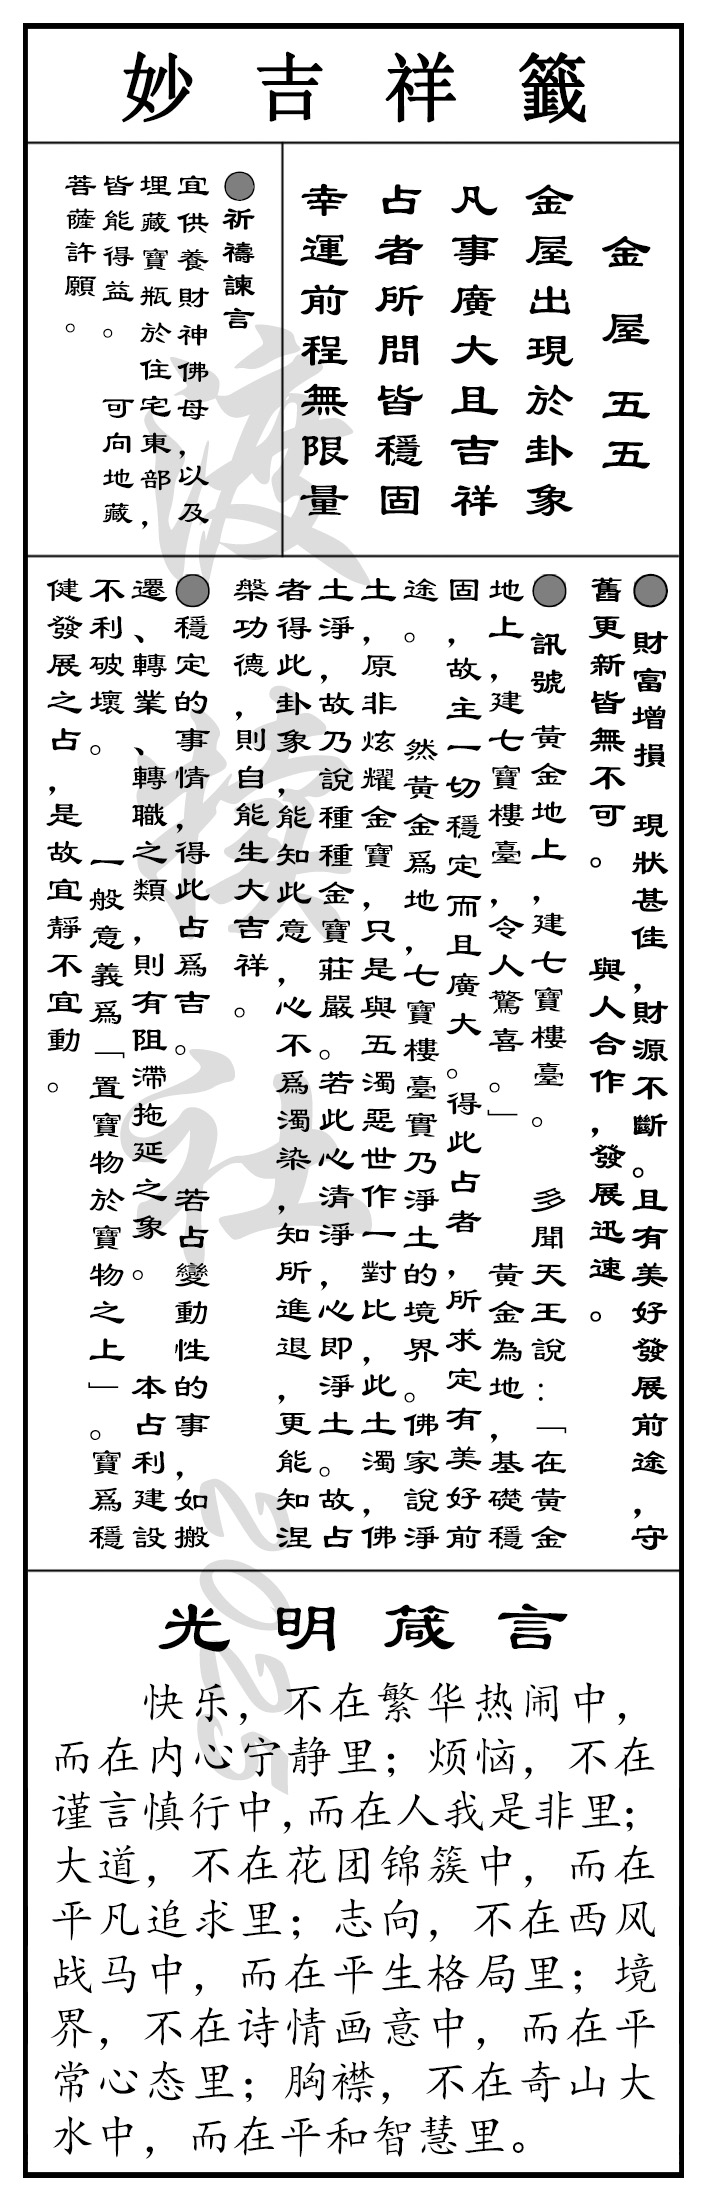 妙吉祥籤
金屋 五五
金屋出現於卦象
凡事廣大且吉祥
占者所問皆穩固
幸運前程無限量
●祈禱諫言
宜供養財神佛母，以及
埋藏寶瓶於住宅東部，
皆能得益。　可向地藏
菩薩許願。
●財富增損　現狀甚佳，財源不斷。且有美好發展前途，守
舊更新皆無不可。　與人合作，發展迅速。
●訊號　黃金地上，建七寶樓臺。　多聞天王說：「在黃金
地上，建七寶樓臺，令人驚喜。」　黃金為地，基礎穩
固，故主一切穩定而且廣大。得此占者，所求定有美好前
途。　然黃金爲地，七寶樓臺實乃淨土的境界。佛家說淨
土，原非炫耀金寶，只是與五濁惡世作一對比，此土濁，佛
土淨，故乃說種種金寶莊嚴。若此心清淨，心即淨土。故占
者得此卦象，能知此意，心不爲濁染，知所進退，更能知涅
槃功德，則自能生大吉祥。
●穩定的事情，得此占爲吉。　若占變動性的事，如搬
遷、轉業、轉職之類，則有阻滯拖延之象。　本占利建設
不利破壞。　一般意義爲「置寶物於寶物之上」。寶爲穩
健發展之占，是故宜靜不宜動。
光明箴言
快乐，不在繁华热闹中，
而在内心宁静里；烦恼，不在
谨言慎行中，而在人我是非里；
大道，不在花团锦簇中，而在
平凡追求里；志向，不在西风
战马中，而在平生格局里；境
界，不在诗情画意中，而在平
常心态里；胸襟，不在奇山大
水中，而在平和智慧里。
2025